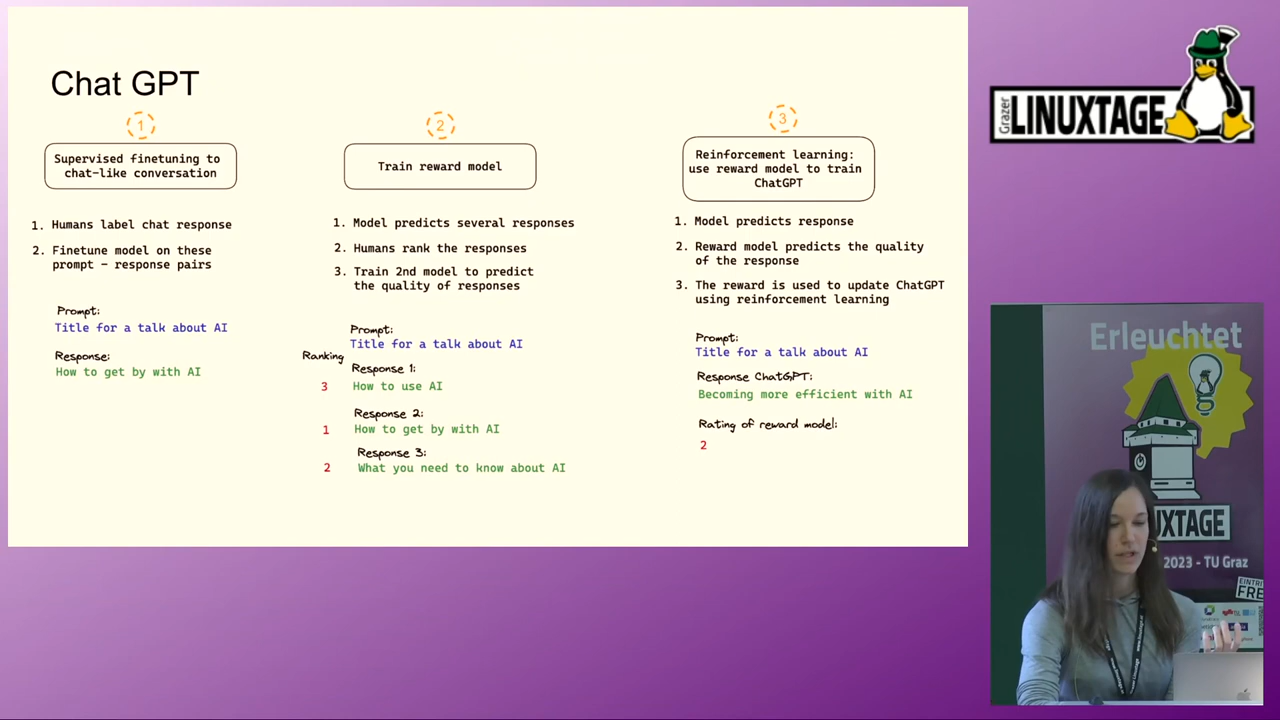 Chat GPT
1
Supervised finetuning to
chat-like conversation
1. Humans label chat response
2. Finetune model on these
prompt - response pairs
Prompt:
Title for a talk about AI
Response:
How to get by with AI
2
Train reward model
1. Model predicts several responses
2. Humans rank the responses
3. Train 2nd model to predict
the quality of responses
Prompt:
Title for a talk about AI
Ranking
Response 1:
3 How to use AI
Response 2:
1 How to get by with AI
Response 3:
2 What you need to know about AI
3
Reinforcement learning:
use reward model to train
ChatGPT
1. Model predicts response
2. Reward model predicts the quality
of the response
3. The reward is used to update ChatGPT
using reinforcement learning
Prompt:
Title for a talk about AI
Response ChatGPT:
Becoming more efficient with AI
Rating of reward model:
2
Grazer
LINUXTAGE
Erleuchtet
UXTAGE
2023 - TU Graz
EINTRI
FRE